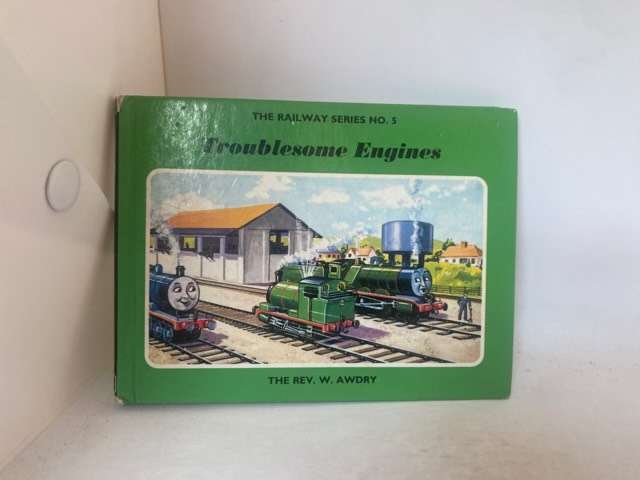 THE RAILWAY SERIES NO. 5
Troublesome Engines
THE REV. W. AWDRY